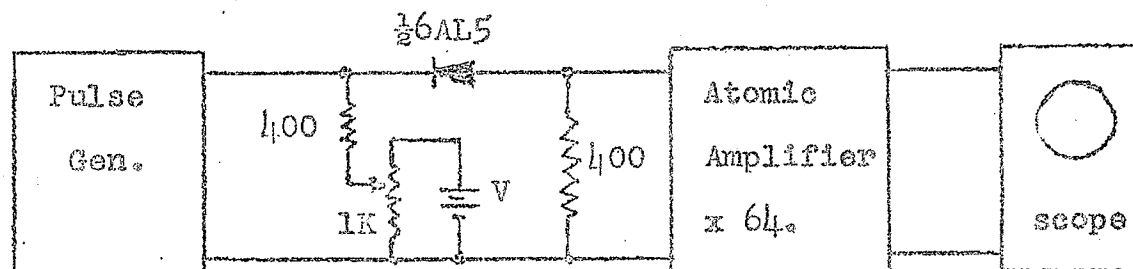 ½6AL5
Pulse
Gen.
400
1K
V
400
Atomic
Amplifier
x 64.
scope